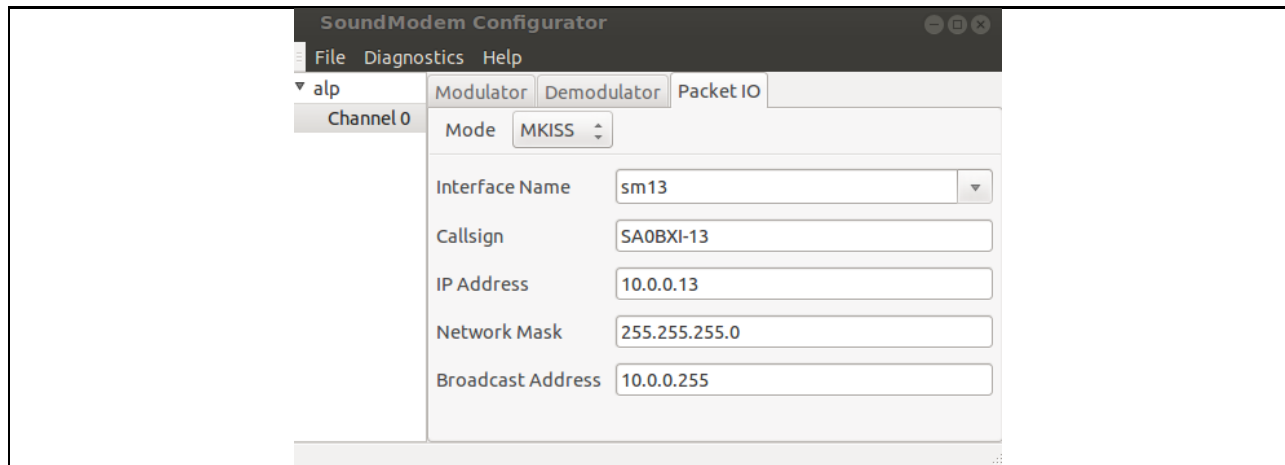 SoundModem Configurator
File Diagnostics Help
alp
Channel 0
Modulator Demodulator Packet IO
Mode MKISS
Interface Name sm13
Callsign SA0BXI-13
IP Address 10.0.0.13
Network Mask 255.255.255.0
Broadcast Address 10.0.0.255